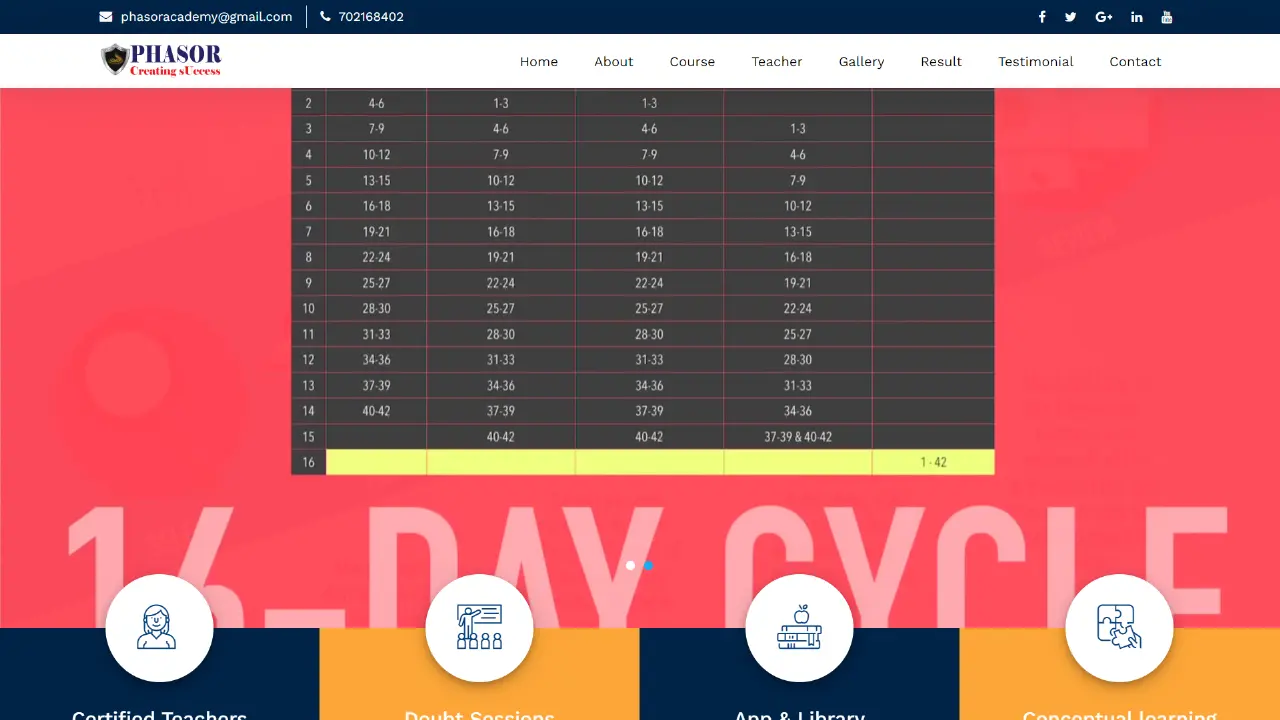 phasoracademy@gmail.com 702168402
PHASOR
Creating sUccess
Home About Course Teacher Gallery Result Testimonial Contact
2 4-6 1-3 1-3
3 7-9 4-6 4-6 1-3
4 10-12 7-9 7-9 4-6
5 13-15 10-12 10-12 7-9
6 16-18 13-15 13-15 10-12
7 19-21 16-18 16-18 13-15
8 22-24 19-21 19-21 16-18
9 25-27 22-24 22-24 19-21
10 28-30 25-27 25-27 22-24
11 31-33 28-30 28-30 25-27
12 34-36 31-33 31-33 28-30
13 37-39 34-36 34-36 31-33
14 40-42 37-39 37-39 34-36
15 40-42 40-42 37-39 & 40-42
16 1 - 42
16-DAY CYCLE
Certified Teachers Doubt Sessions App & Library Conceptual learning